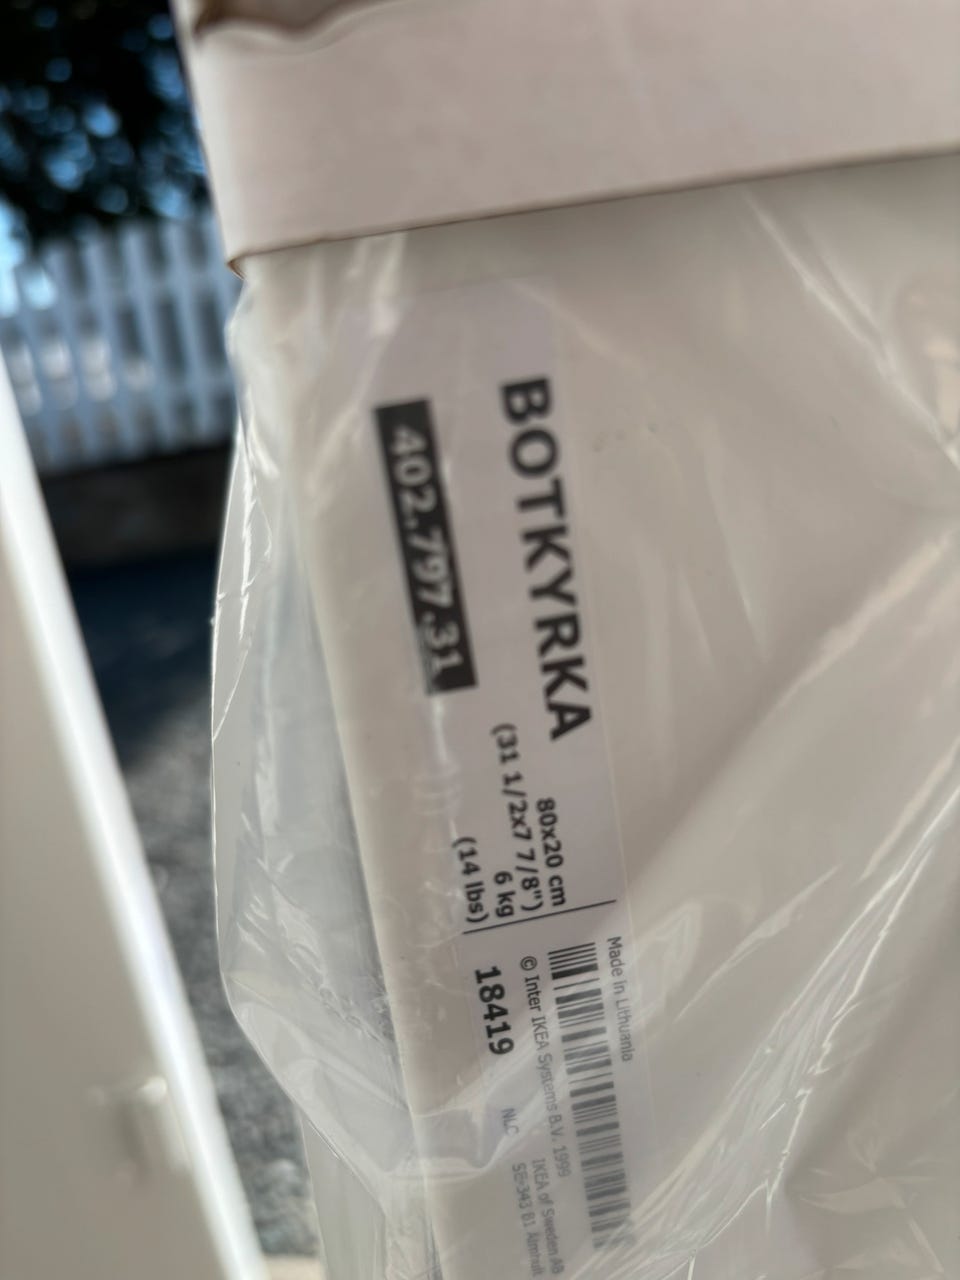 BOTKYRKA
402.797.31
80x20 cm
(31 1/2x7 7/8")
6 kg
(14 lbs)
Made in Lithuania
© Inter IKEA Systems B.V. 1999
18419
NLC
IKEA of Sweden AB
SE-343 81 Älmhult